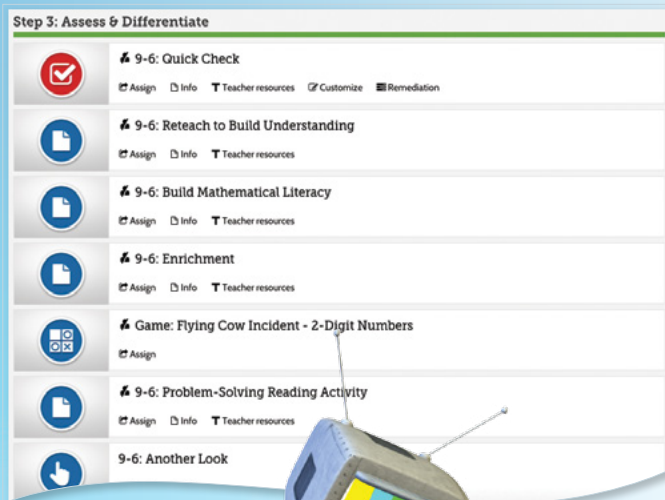 Step 3: Assess & Differentiate
9-6: Quick Check
Assign Info Teacher resources Customize Remediation
9-6: Reteach to Build Understanding
Assign Info Teacher resources
9-6: Build Mathematical Literacy
Assign Info Teacher resources
9-6: Enrichment
Assign Info Teacher resources
Game: Flying Cow Incident - 2-Digit Numbers
Assign
9-6: Problem-Solving Reading Activity
Assign Info Teacher resources
9-6: Another Look